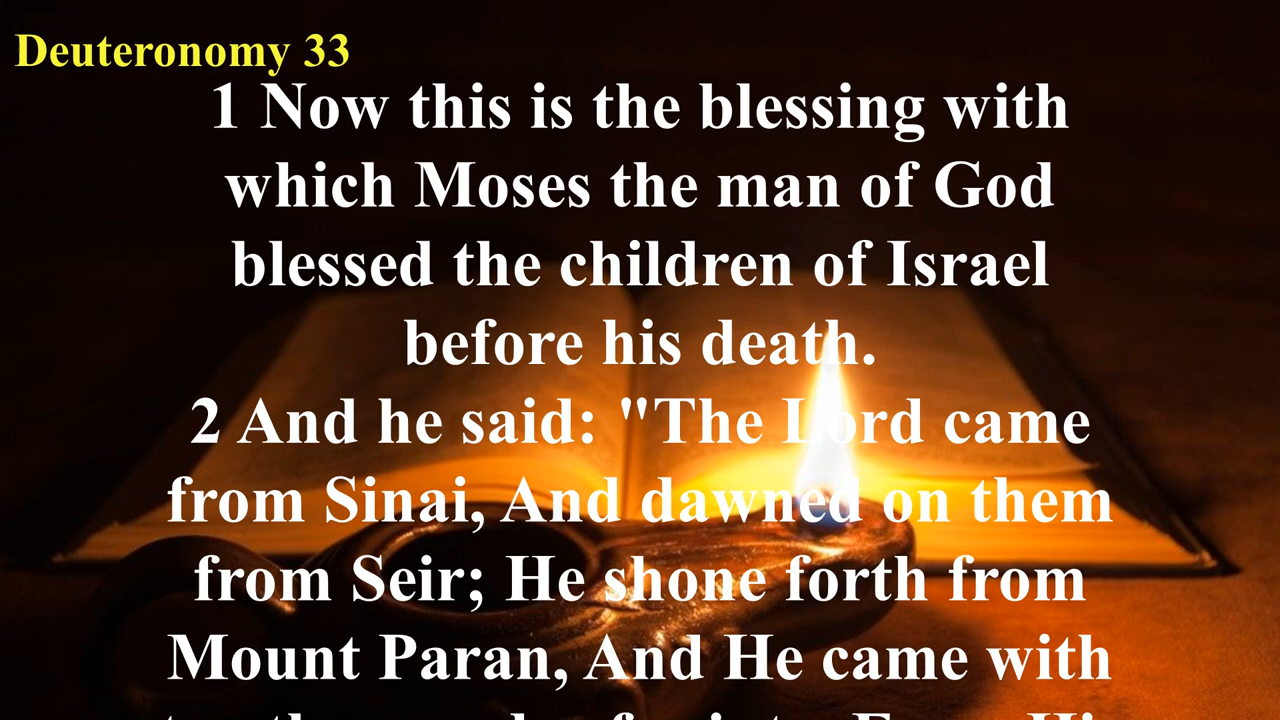 Deuteronomy 33
1 Now this is the blessing with
which Moses the man of God
blessed the children of Israel
before his death.
2 And he said: "The Lord came
from Sinai, And dawned on them
from Seir; He shone forth from
Mount Paran, And He came with